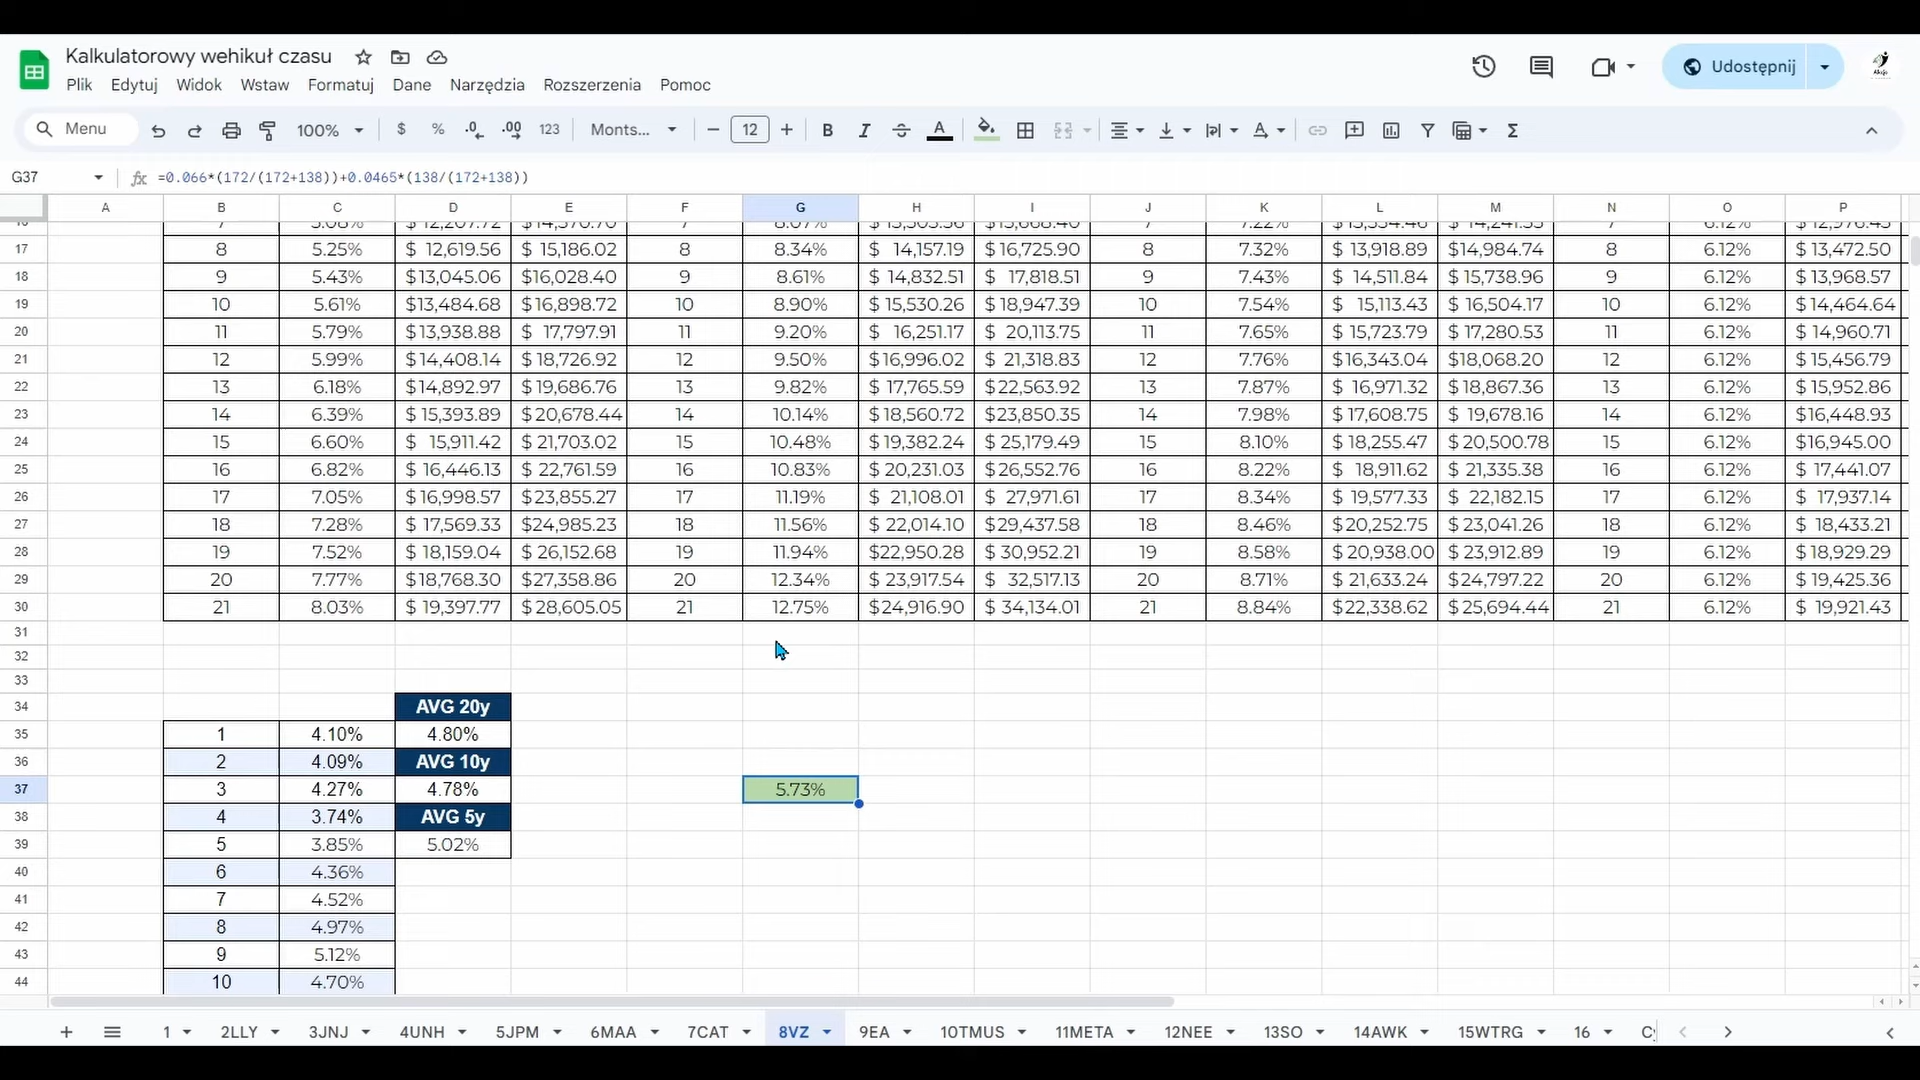 Kalkulatorowy wehikuł czasu
Plik Edytuj Widok Wstaw Formatuj Dane Narzędzia Rozszerzenia Pomoc
Udostępnij
Menu 100% $ % .0 .00 123 Monts... 12 B I S A
G37 fx =0.066*(172/(172+138))+0.0465*(138/(172+138))
A B C D E F G H I J K L M N O P
17 8 5.25% $ 12,619.56 $ 15,186.02 8 8.34% $ 14,157.19 $16,725.90 8 7.32% $ 13,918.89 $14,984.74 8 6.12% $ 13,472.50
18 9 5.43% $13,045.06 $16,028.40 9 8.61% $ 14,832.51 $ 17,818.51 9 7.43% $ 14,511.84 $ 15,738.96 9 6.12% $ 13,968.57
19 10 5.61% $13,484.68 $16,898.72 10 8.90% $ 15,530.26 $ 18,947.39 10 7.54% $ 15,113.43 $ 16,504.17 10 6.12% $14,464.64
20 11 5.79% $13,938.88 $ 17,797.91 11 9.20% $ 16,251.17 $ 20,113.75 11 7.65% $ 15,723.79 $ 17,280.53 11 6.12% $ 14,960.71
21 12 5.99% $14,408.14 $ 18,726.92 12 9.50% $16,996.02 $ 21,318.83 12 7.76% $16,343.04 $18,068.20 12 6.12% $ 15,456.79
22 13 6.18% $14,892.97 $ 19,686.76 13 9.82% $ 17,765.59 $22,563.92 13 7.87% $ 16,971.32 $18,867.36 13 6.12% $ 15,952.86
23 14 6.39% $ 15,393.89 $20,678.44 14 10.14% $18,560.72 $23,850.35 14 7.98% $ 17,608.75 $ 19,678.16 14 6.12% $16,448.93
24 15 6.60% $ 15,911.42 $ 21,703.02 15 10.48% $ 19,382.24 $ 25,179.49 15 8.10% $ 18,255.47 $ 20,500.78 15 6.12% $16,945.00
25 16 6.82% $ 16,446.13 $ 22,761.59 16 10.83% $ 20,231.03 $26,552.76 16 8.22% $ 18,911.62 $ 21,335.38 16 6.12% $ 17,441.07
26 17 7.05% $16,998.57 $23,855.27 17 11.19% $ 21,108.01 $ 27,971.61 17 8.34% $ 19,577.33 $ 22,182.15 17 6.12% $ 17,937.14
27 18 7.28% $ 17,569.33 $24,985.23 18 11.56% $ 22,014.10 $29,437.58 18 8.46% $20,252.75 $ 23,041.26 18 6.12% $ 18,433.21
28 19 7.52% $ 18,159.04 $ 26,152.68 19 11.94% $22,950.28 $ 30,952.21 19 8.58% $ 20,938.00 $ 23,912.89 19 6.12% $18,929.29
29 20 7.77% $18,768.30 $27,358.86 20 12.34% $ 23,917.54 $ 32,517.13 20 8.71% $ 21,633.24 $24,797.22 20 6.12% $ 19,425.36
30 21 8.03% $ 19,397.77 $ 28,605.05 21 12.75% $24,916.90 $ 34,134.01 21 8.84% $22,338.62 $25,694.44 21 6.12% $ 19,921.43
31
32
33
34 AVG 20y
35 1 4.10% 4.80%
36 2 4.09% AVG 10y
37 3 4.27% 4.78% 5.73%
38 4 3.74% AVG 5y
39 5 3.85% 5.02%
40 6 4.36%
41 7 4.52%
42 8 4.97%
43 9 5.12%
44 10 4.70%
1 2LLY 3JNJ 4UNH 5JPM 6MAA 7CAT 8VZ 9EA 10TMUS 11META 12NEE 13SO 14AWK 15WTRG 16